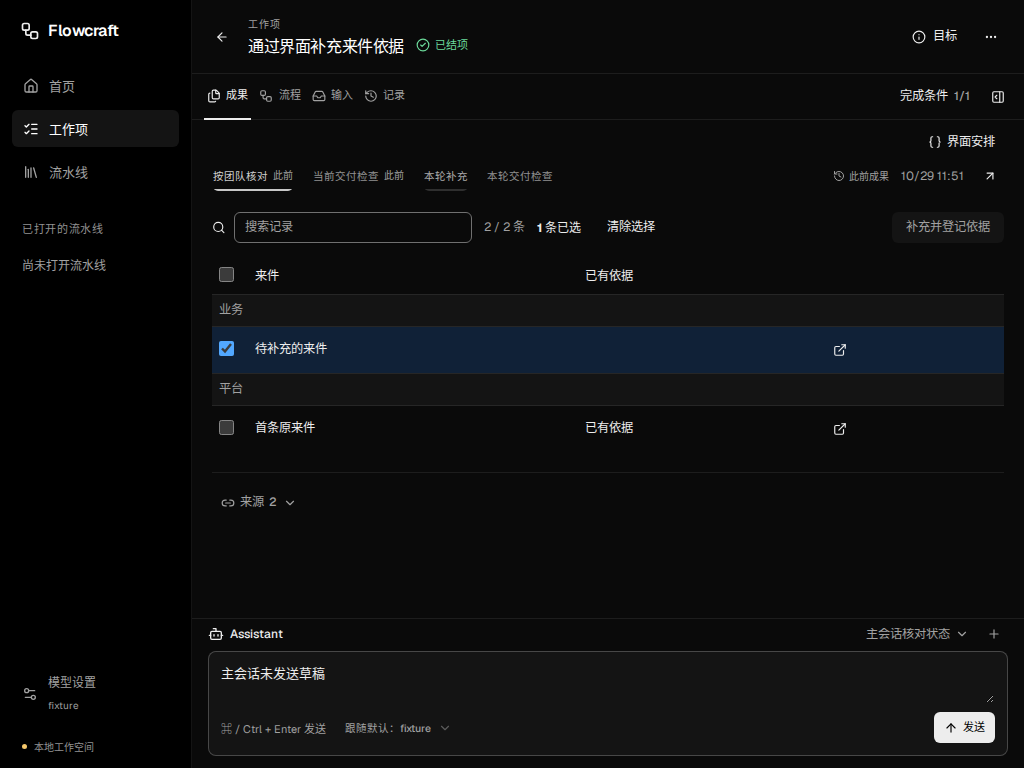 Flowcraft
首页
工作项
流水线
已打开的流水线
尚未打开流水线
模型设置
fixture
本地工作空间
工作项
通过界面补充来件依据
已结项
目标
成果
流程
输入
记录
完成条件 1/1
{} 界面安排
按团队核对 此前
当前交付检查 此前
本轮补充
本轮交付检查
此前成果
10/29 11:51
搜索记录
2 / 2 条
1 条已选
清除选择
补充并登记依据
来件
已有依据
业务
待补充的来件
平台
首条原来件
已有依据
来源 2
Assistant
主会话核对状态
主会话未发送草稿
⌘ / Ctrl + Enter 发送
跟随默认：fixture
发送